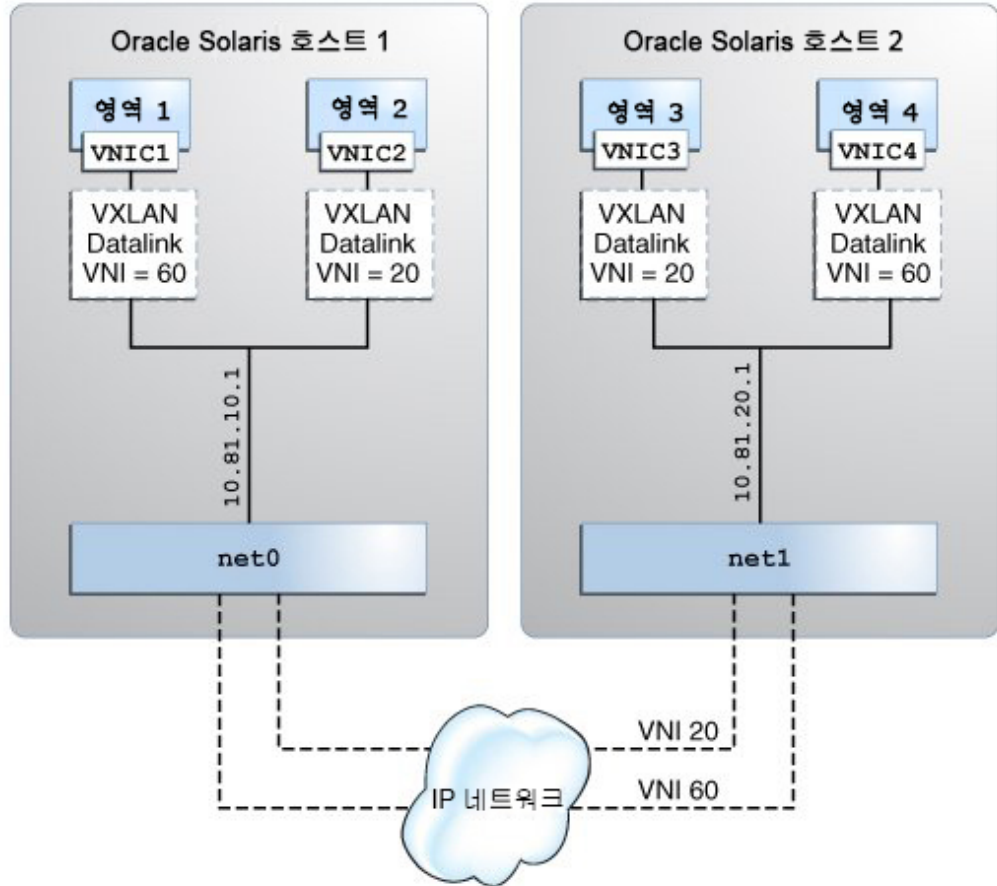 Oracle Solaris 호스트 1
영역 1
VNIC1
VXLAN
Datalink
VNI = 60
영역 2
VNIC2
VXLAN
Datalink
VNI = 20
10.81.10.1
net0
Oracle Solaris 호스트 2
영역 3
VNIC3
VXLAN
Datalink
VNI = 20
영역 4
VNIC4
VXLAN
Datalink
VNI = 60
10.81.20.1
net1
VNI 20
IP 네트워크
VNI 60